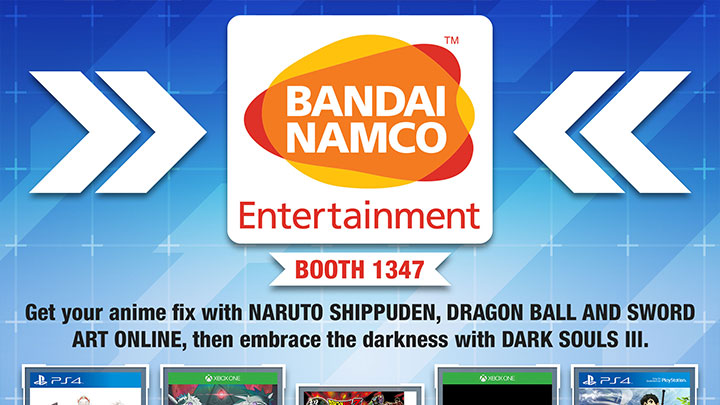 TM
BANDAI
NAMCO
Entertainment
BOOTH 1347
Get your anime fix with NARUTO SHIPPUDEN, DRAGON BALL AND SWORD
ART ONLINE, then embrace the darkness with DARK SOULS III.
PS4
XBOX ONE
XBOX ONE
PS4
PlayStation